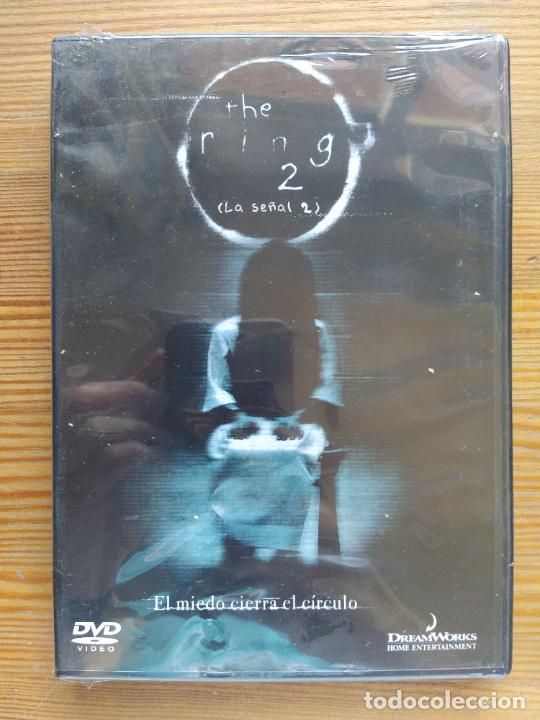 the
ring
2
(La señal 2)
El miedo cierra el círculo
DVD
VIDEO
DREAMWORKS
HOME ENTERTAINMENT
todocoleccion